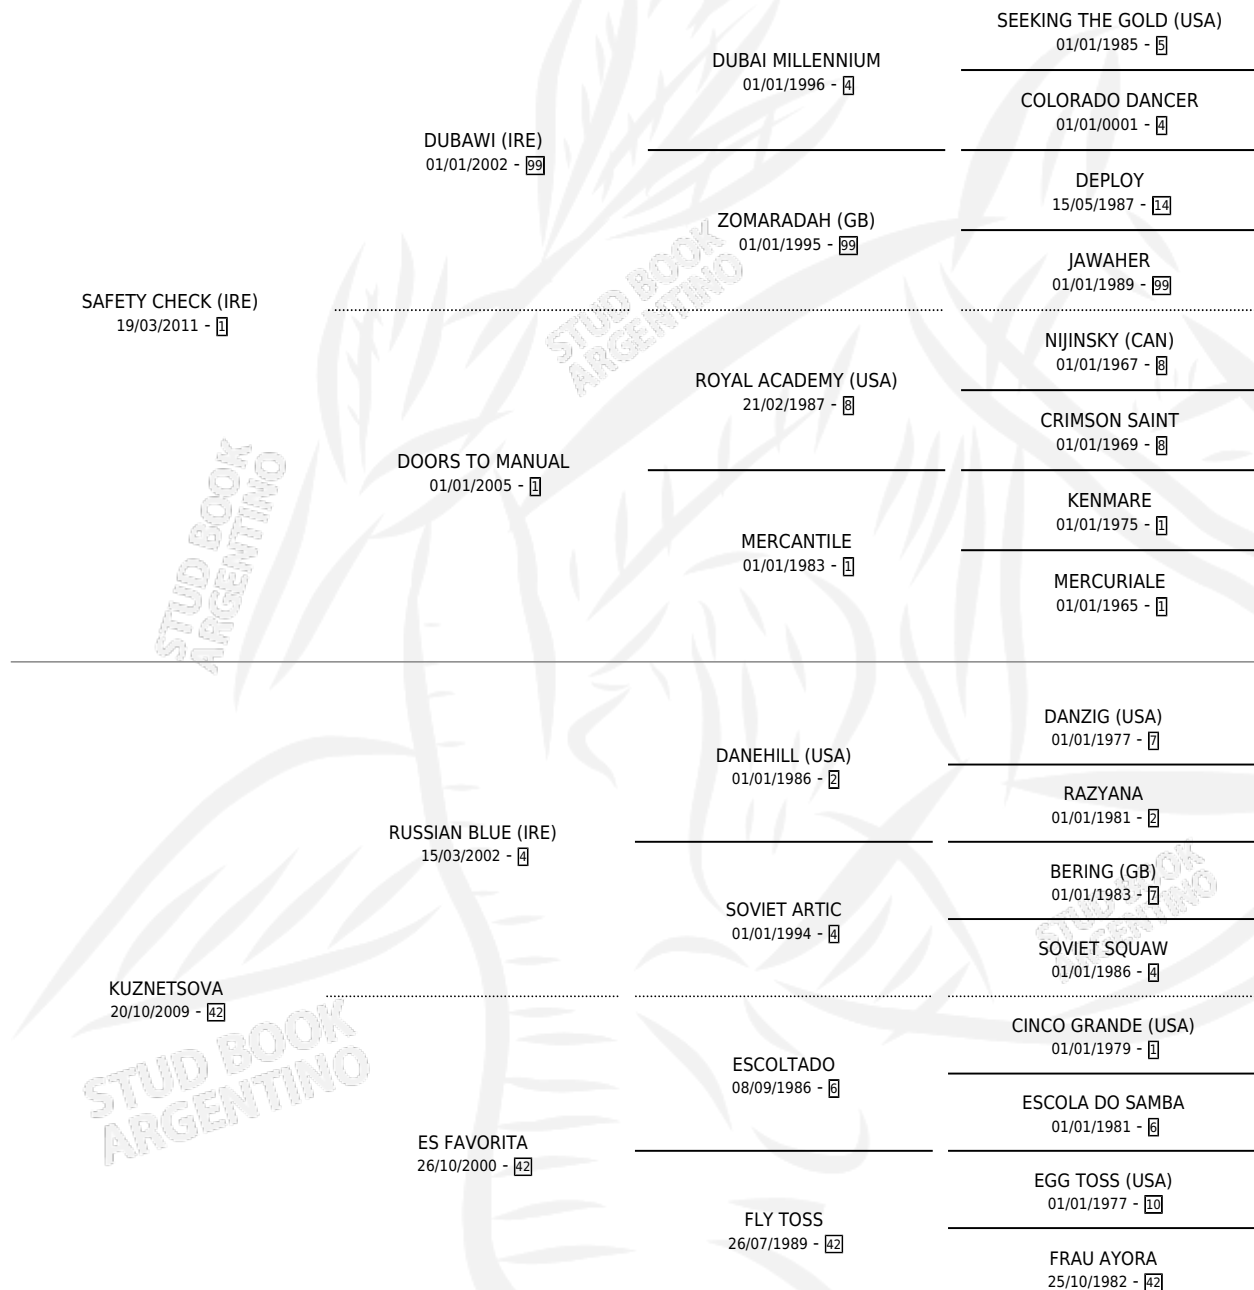 SAFETY CHECK (IRE)
19/03/2011 - 1
DUBAWI (IRE)
01/01/2002 - 99
DUBAI MILLENNIUM
01/01/1996 - 4
SEEKING THE GOLD (USA)
01/01/1985 - 5
COLORADO DANCER
01/01/0001 - 4
ZOMARADAH (GB)
01/01/1995 - 99
DEPLOY
15/05/1987 - 14
JAWAHER
01/01/1989 - 99
DOORS TO MANUAL
01/01/2005 - 1
ROYAL ACADEMY (USA)
21/02/1987 - 8
NIJINSKY (CAN)
01/01/1967 - 8
CRIMSON SAINT
01/01/1969 - 8
MERCANTILE
01/01/1983 - 1
KENMARE
01/01/1975 - 1
MERCURIALE
01/01/1965 - 1
KUZNETSOVA
20/10/2009 - 42
RUSSIAN BLUE (IRE)
15/03/2002 - 4
DANEHILL (USA)
01/01/1986 - 2
DANZIG (USA)
01/01/1977 - 7
RAZYANA
01/01/1981 - 2
SOVIET ARTIC
01/01/1994 - 4
BERING (GB)
01/01/1983 - 7
SOVIET SQUAW
01/01/1986 - 4
ES FAVORITA
26/10/2000 - 42
ESCOLTADO
08/09/1986 - 6
CINCO GRANDE (USA)
01/01/1979 - 1
ESCOLA DO SAMBA
01/01/1981 - 6
FLY TOSS
26/07/1989 - 42
EGG TOSS (USA)
01/01/1977 - 10
FRAU AYORA
25/10/1982 - 42
STUD BOOK
ARGENTINO
STUD BOOK
ARGENTINO
STUD BOOK
ARGENTINO
STUD BOOK
ARGENTINO